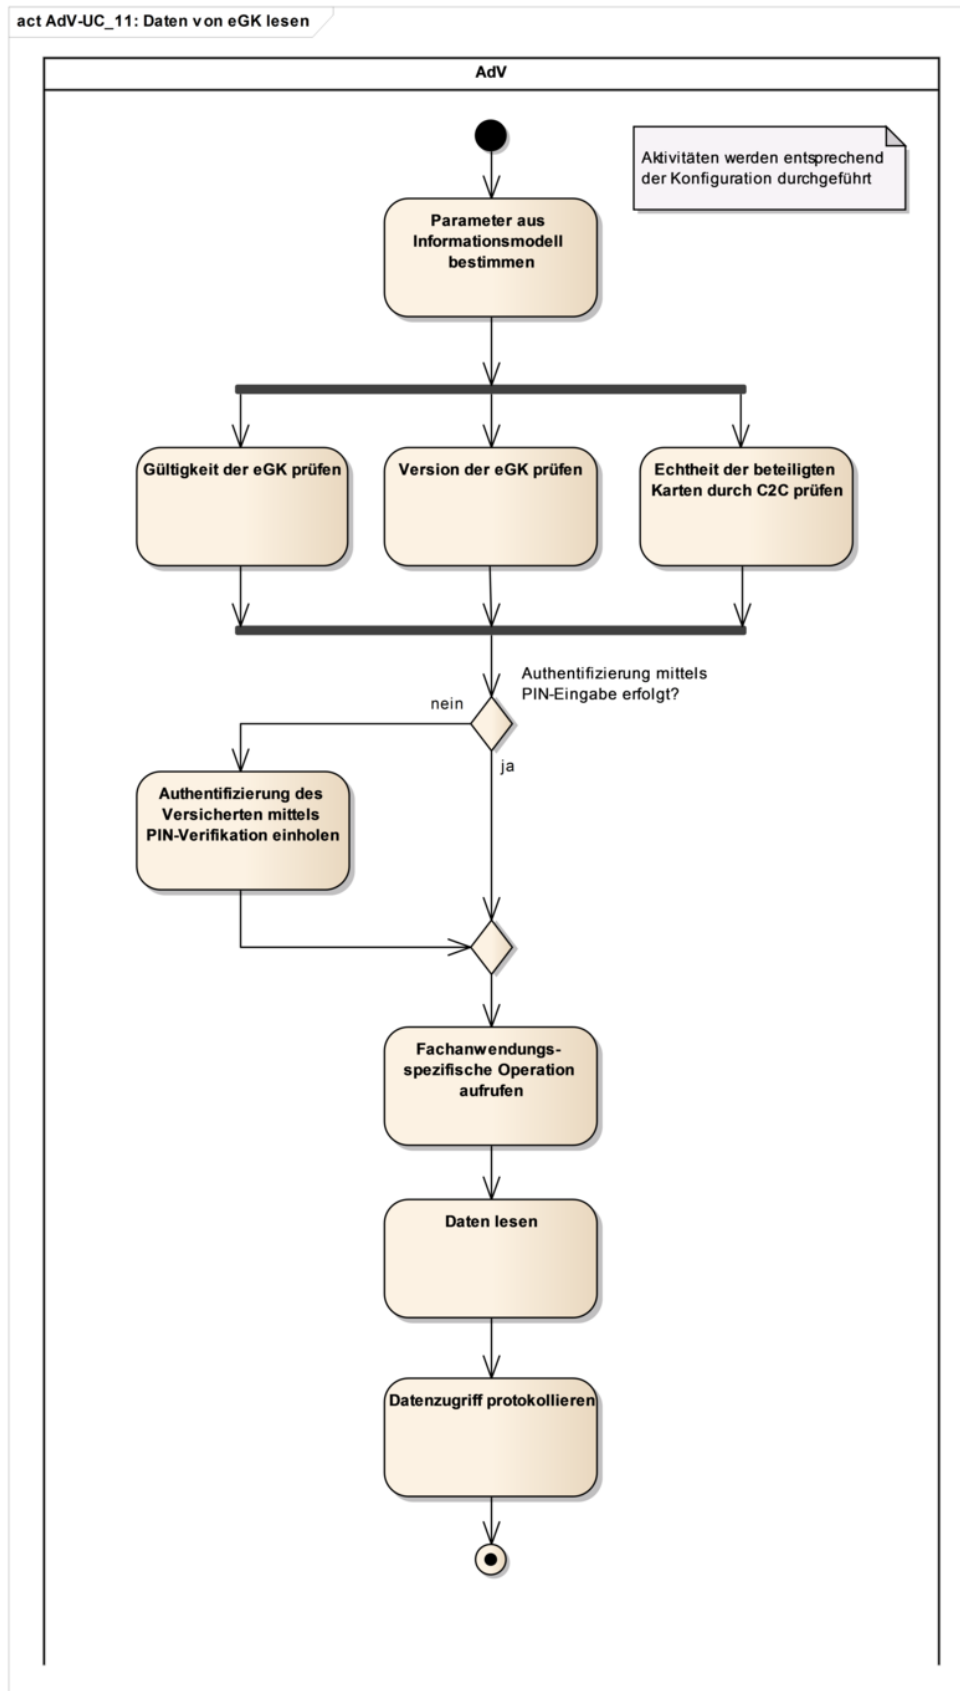 act AdV-UC_11: Daten von eGK lesen
AdV
Aktivitäten werden entsprechend
der Konfiguration durchgeführt
Parameter aus
Informationsmodell
bestimmen
Gültigkeit der eGK prüfen
Version der eGK prüfen
Echtheit der beteiligten
Karten durch C2C prüfen
Authentifizierung mittels
PIN-Eingabe erfolgt?
nein
ja
Authentifizierung des
Versicherten mittels
PIN-Verifikation einholen
Fachanwendungs-
spezifische Operation
aufrufen
Daten lesen
Datenzugriff protokollieren